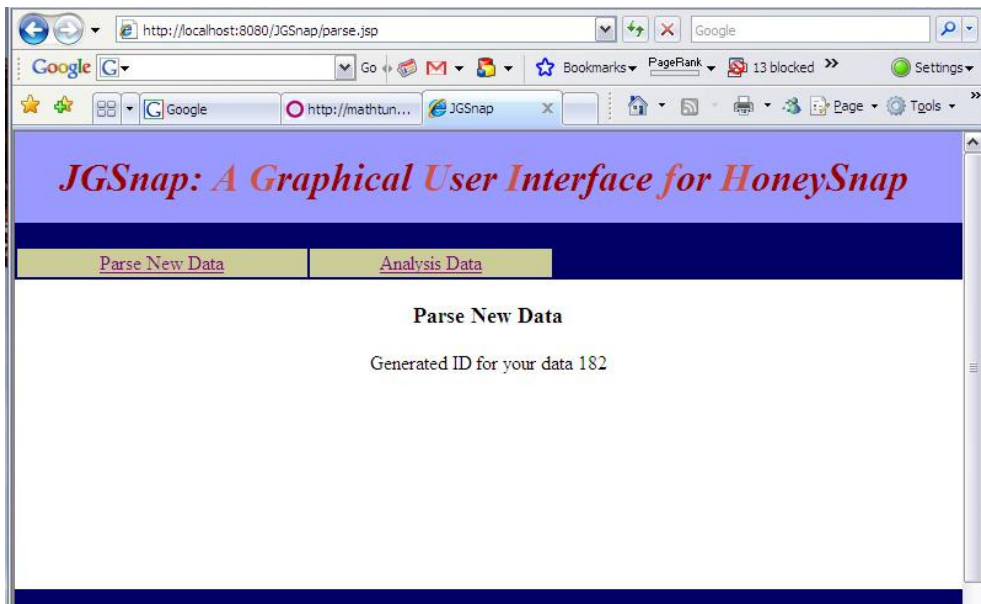 http://localhost:8080/JGSnap/parse.jsp Google
Google G Go Bookmarks PageRank 13 blocked » Settings
Google http://mathtun... JGSnap x Page Tools »
JGSnap: A Graphical User Interface for HoneySnap
Parse New Data Analysis Data
Parse New Data
Generated ID for your data 182